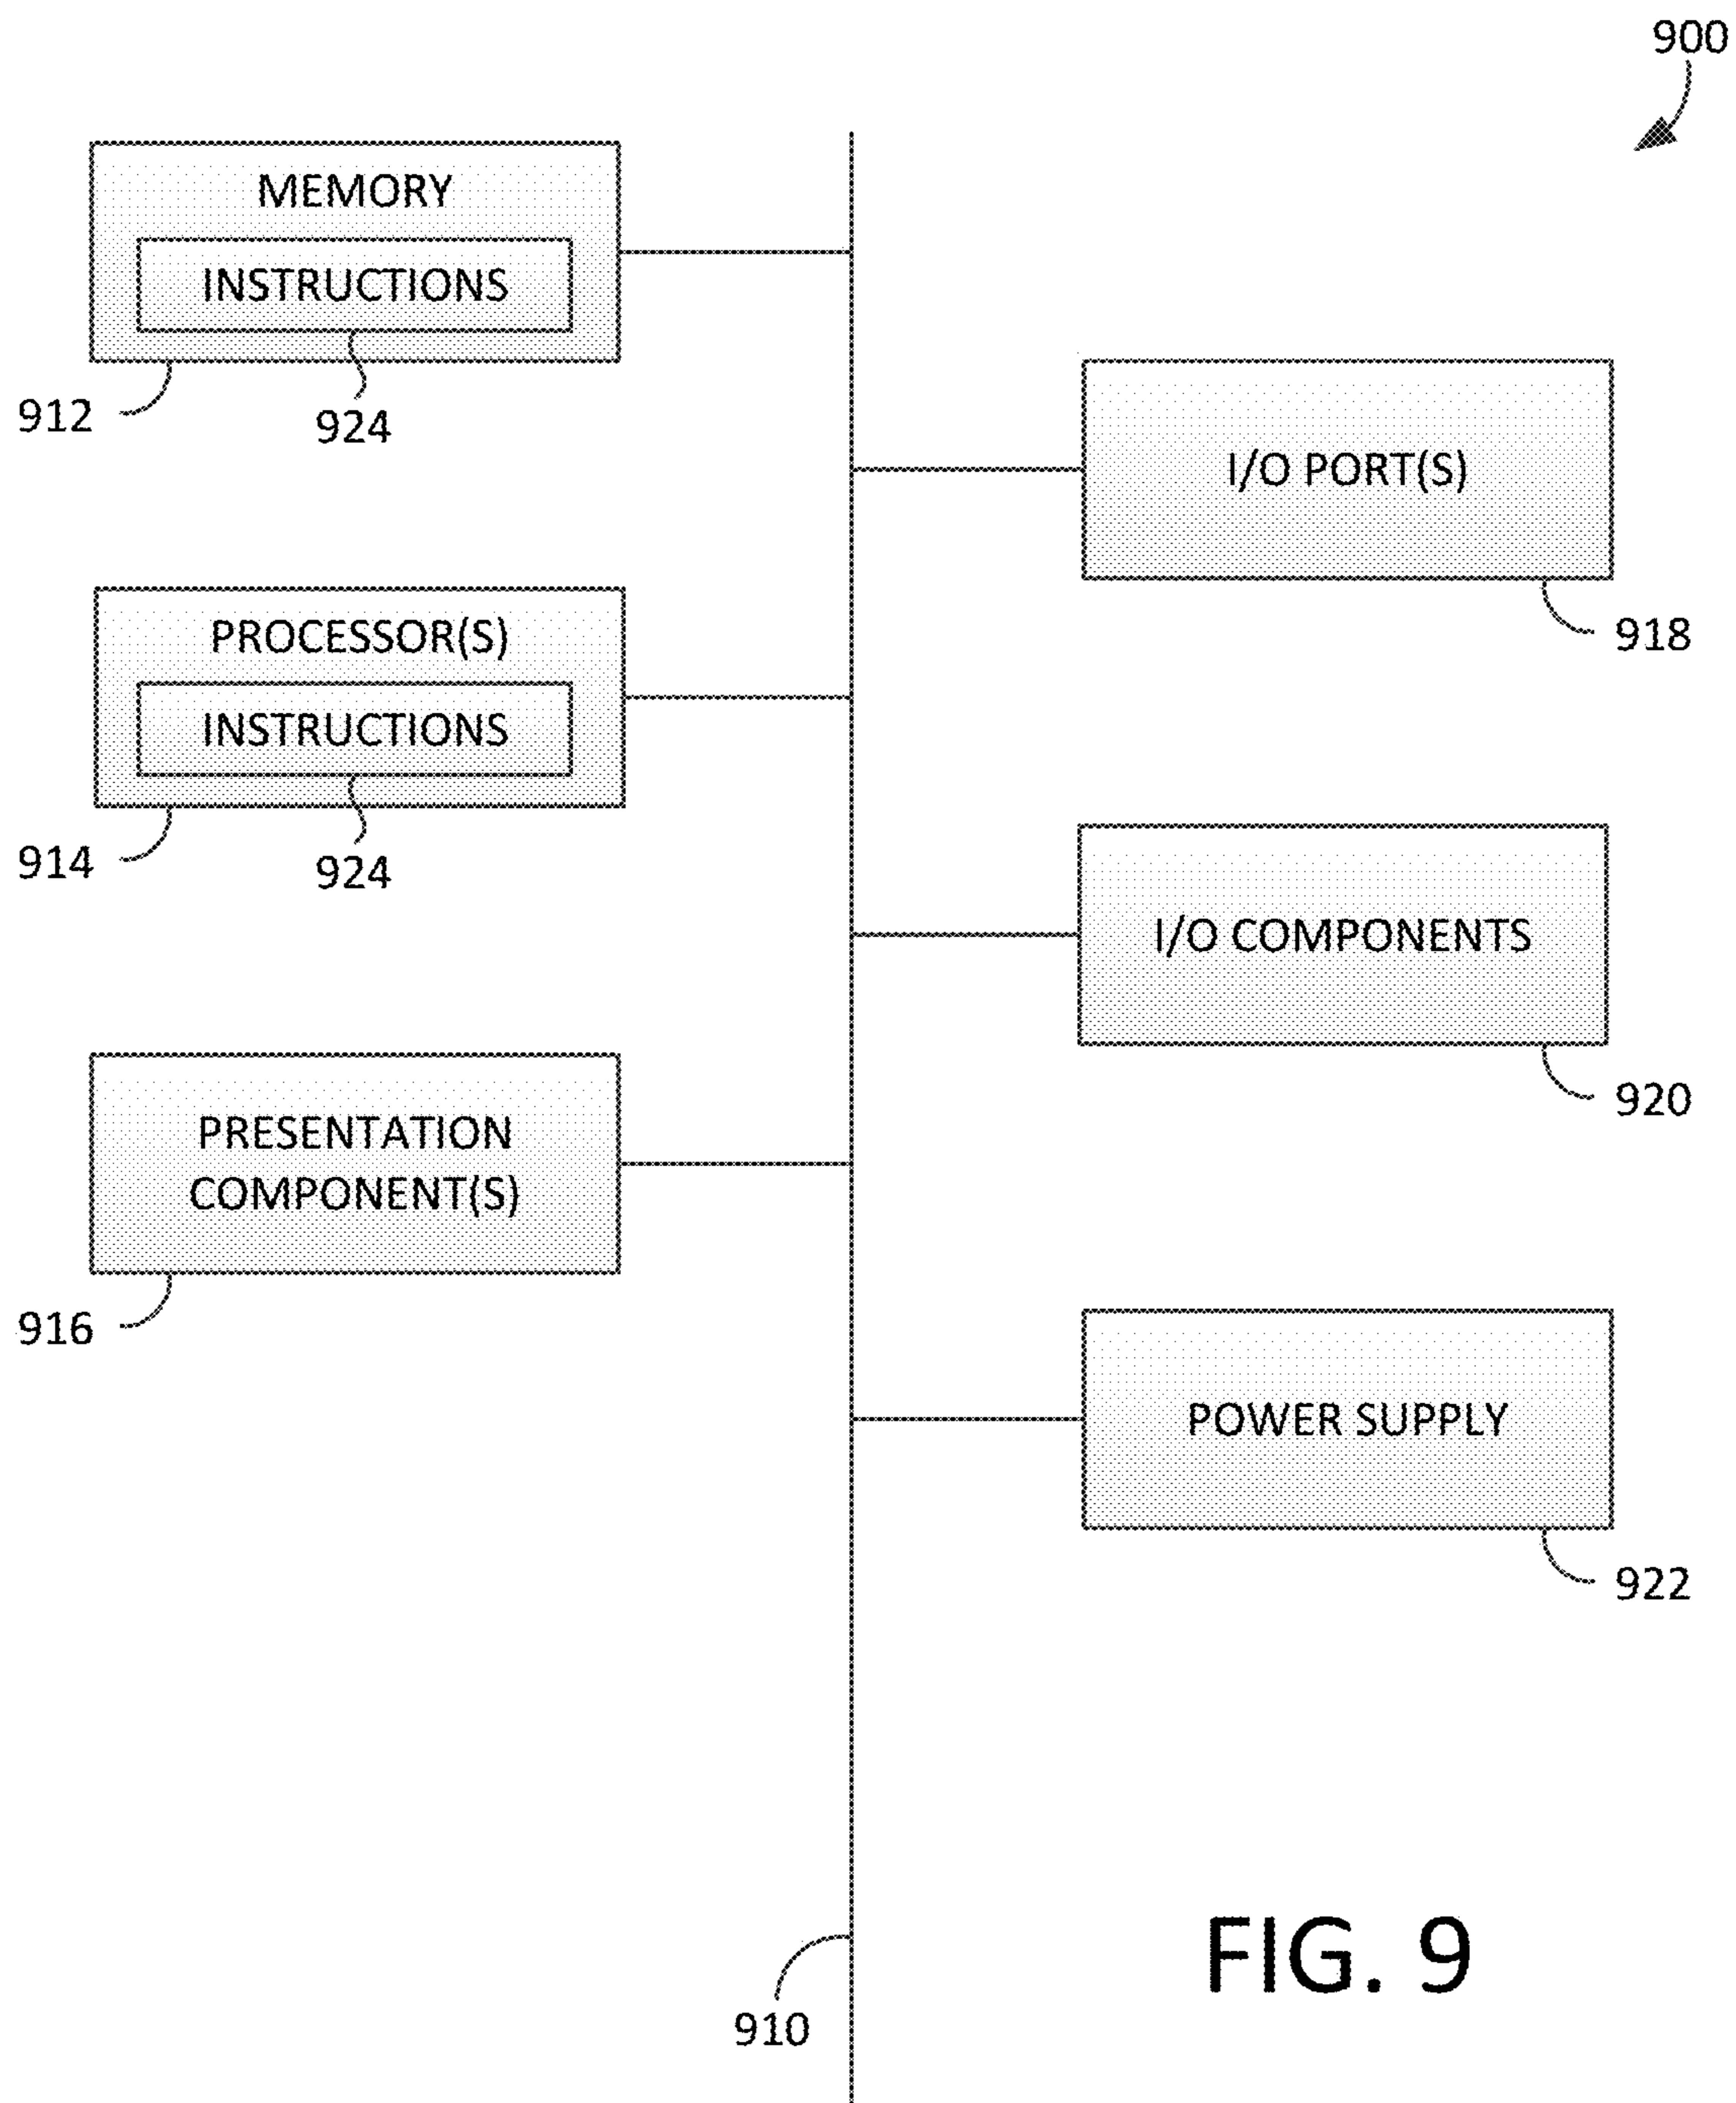 900
MEMORY
INSTRUCTIONS
912
924
I/O PORT(S)
918
PROCESSOR(S)
INSTRUCTIONS
914
924
I/O COMPONENTS
920
PRESENTATION
COMPONENT(S)
916
POWER SUPPLY
922
910
FIG. 9